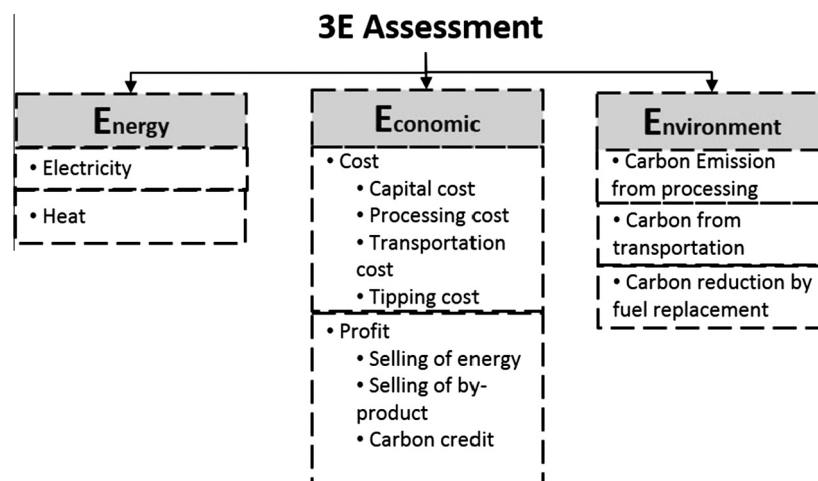 3E Assessment
Energy
• Electricity
• Heat
Economic
• Cost
• Capital cost
• Processing cost
• Transportation
cost
• Tipping cost
• Profit
• Selling of energy
• Selling of by-
product
• Carbon credit
Environment
• Carbon Emission
from processing
• Carbon from
transportation
• Carbon reduction by
fuel replacement